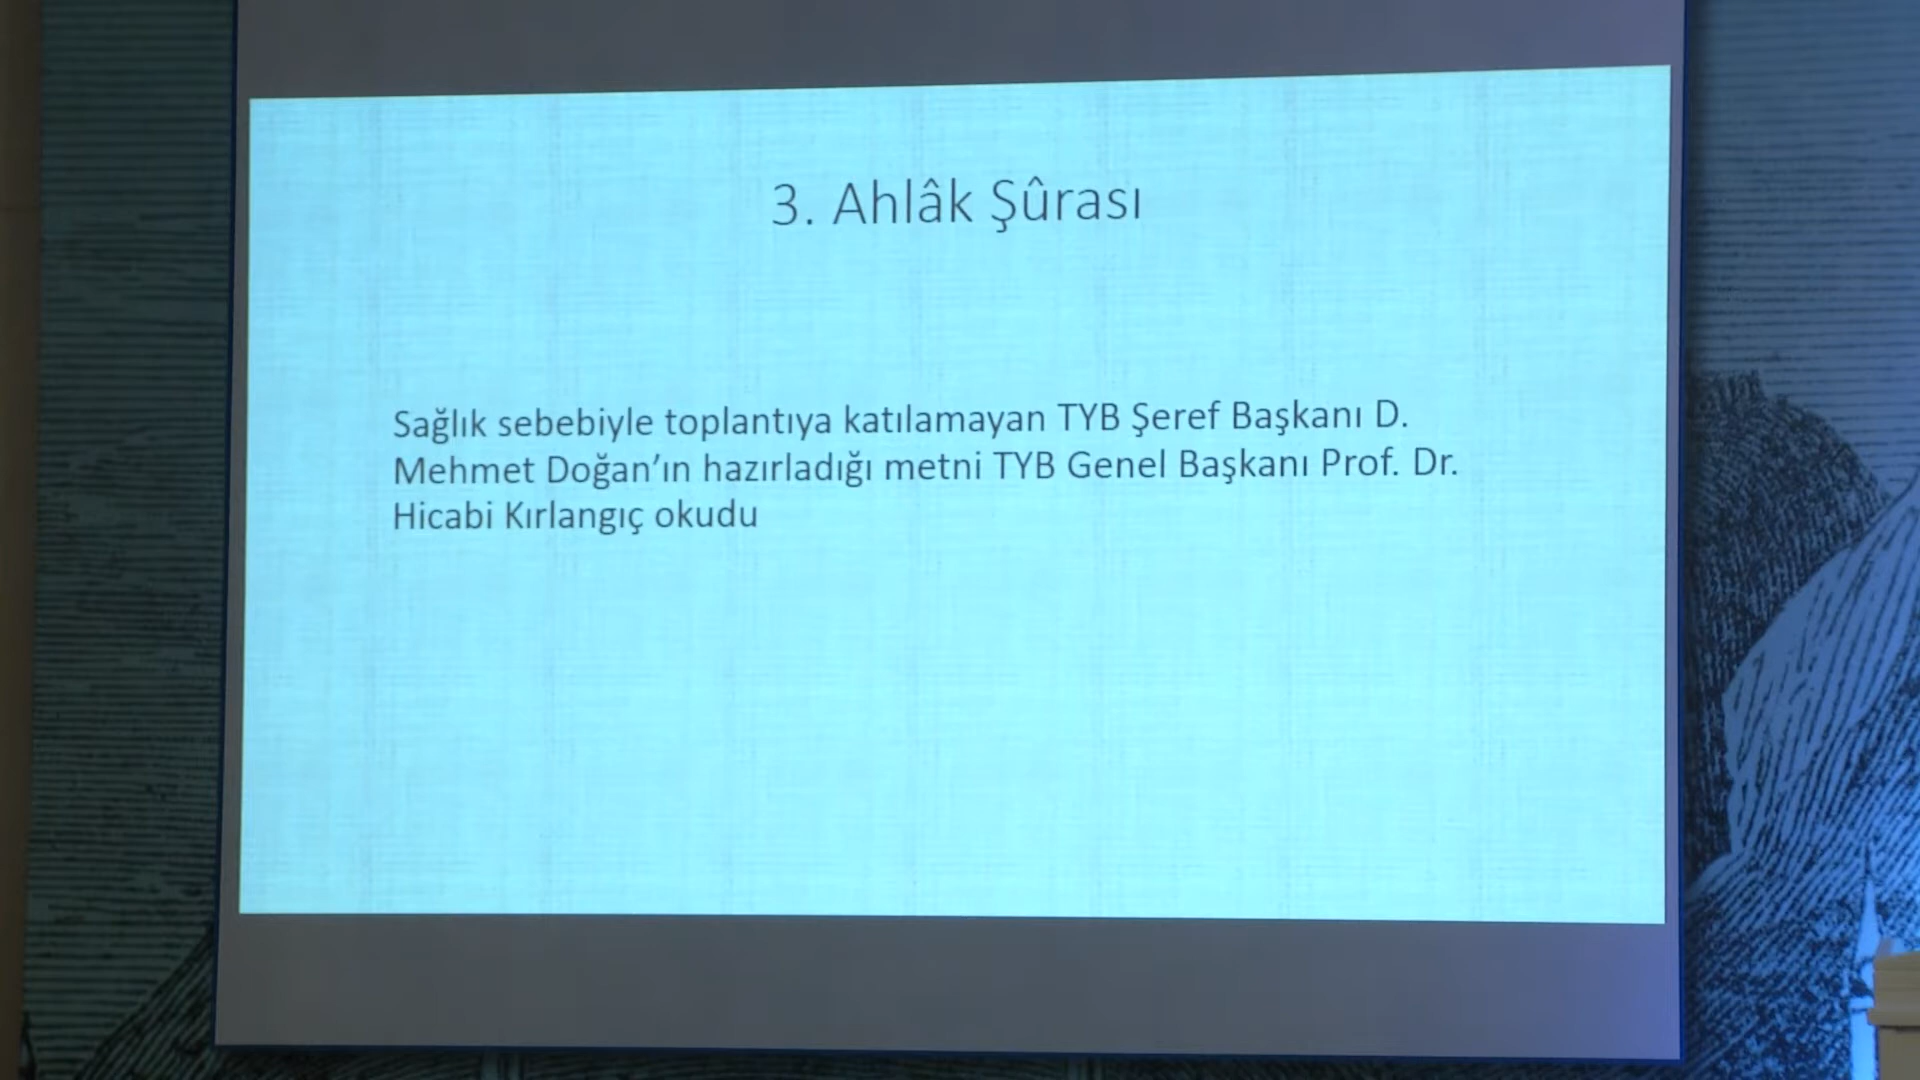 3. Ahlâk Şûrası
Sağlık sebebiyle toplantıya katılamayan TYB Şeref Başkanı D.
Mehmet Doğan’ın hazırladığı metni TYB Genel Başkanı Prof. Dr.
Hicabi Kırlangıç okudu